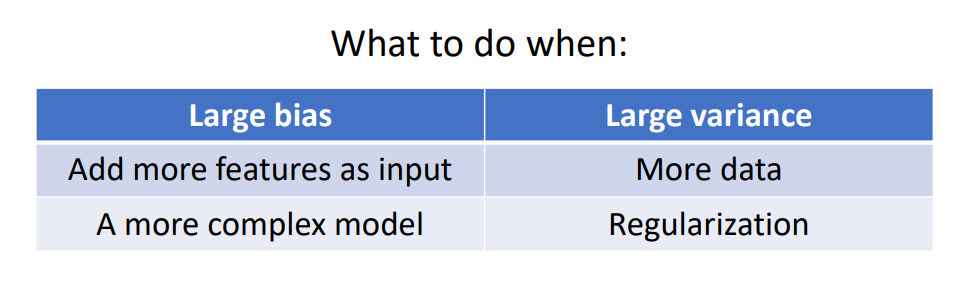 What to do when:
Large bias
Large variance
Add more features as input
More data
A more complex model
Regularization